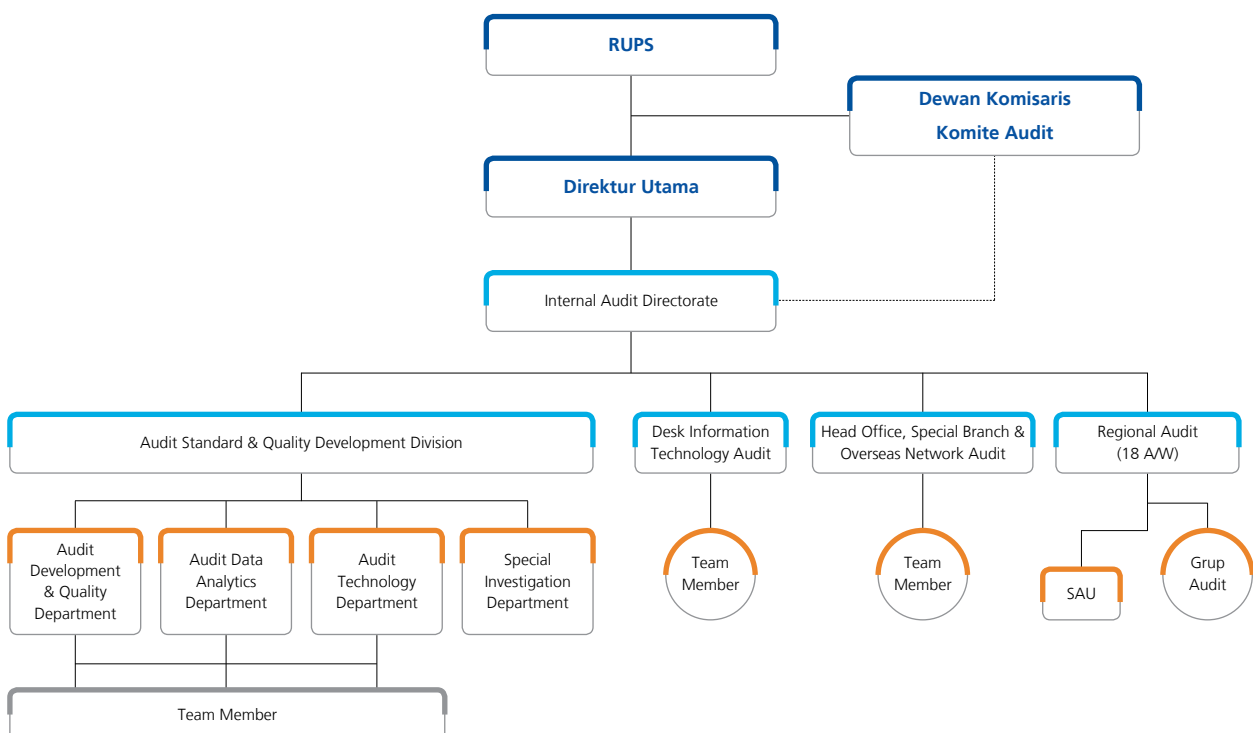 RUPS
Dewan Komisaris
Komite Audit
Direktur Utama
Internal Audit Directorate
Audit Standard & Quality Development Division
Desk Information
Technology Audit
Head Office, Special Branch &
Overseas Network Audit
Regional Audit
(18 A/W)
Audit
Development
& Quality
Department
Audit Data
Analytics
Department
Audit
Technology
Department
Special
Investigation
Department
Team
Member
Team
Member
SAU
Grup
Audit
Team Member